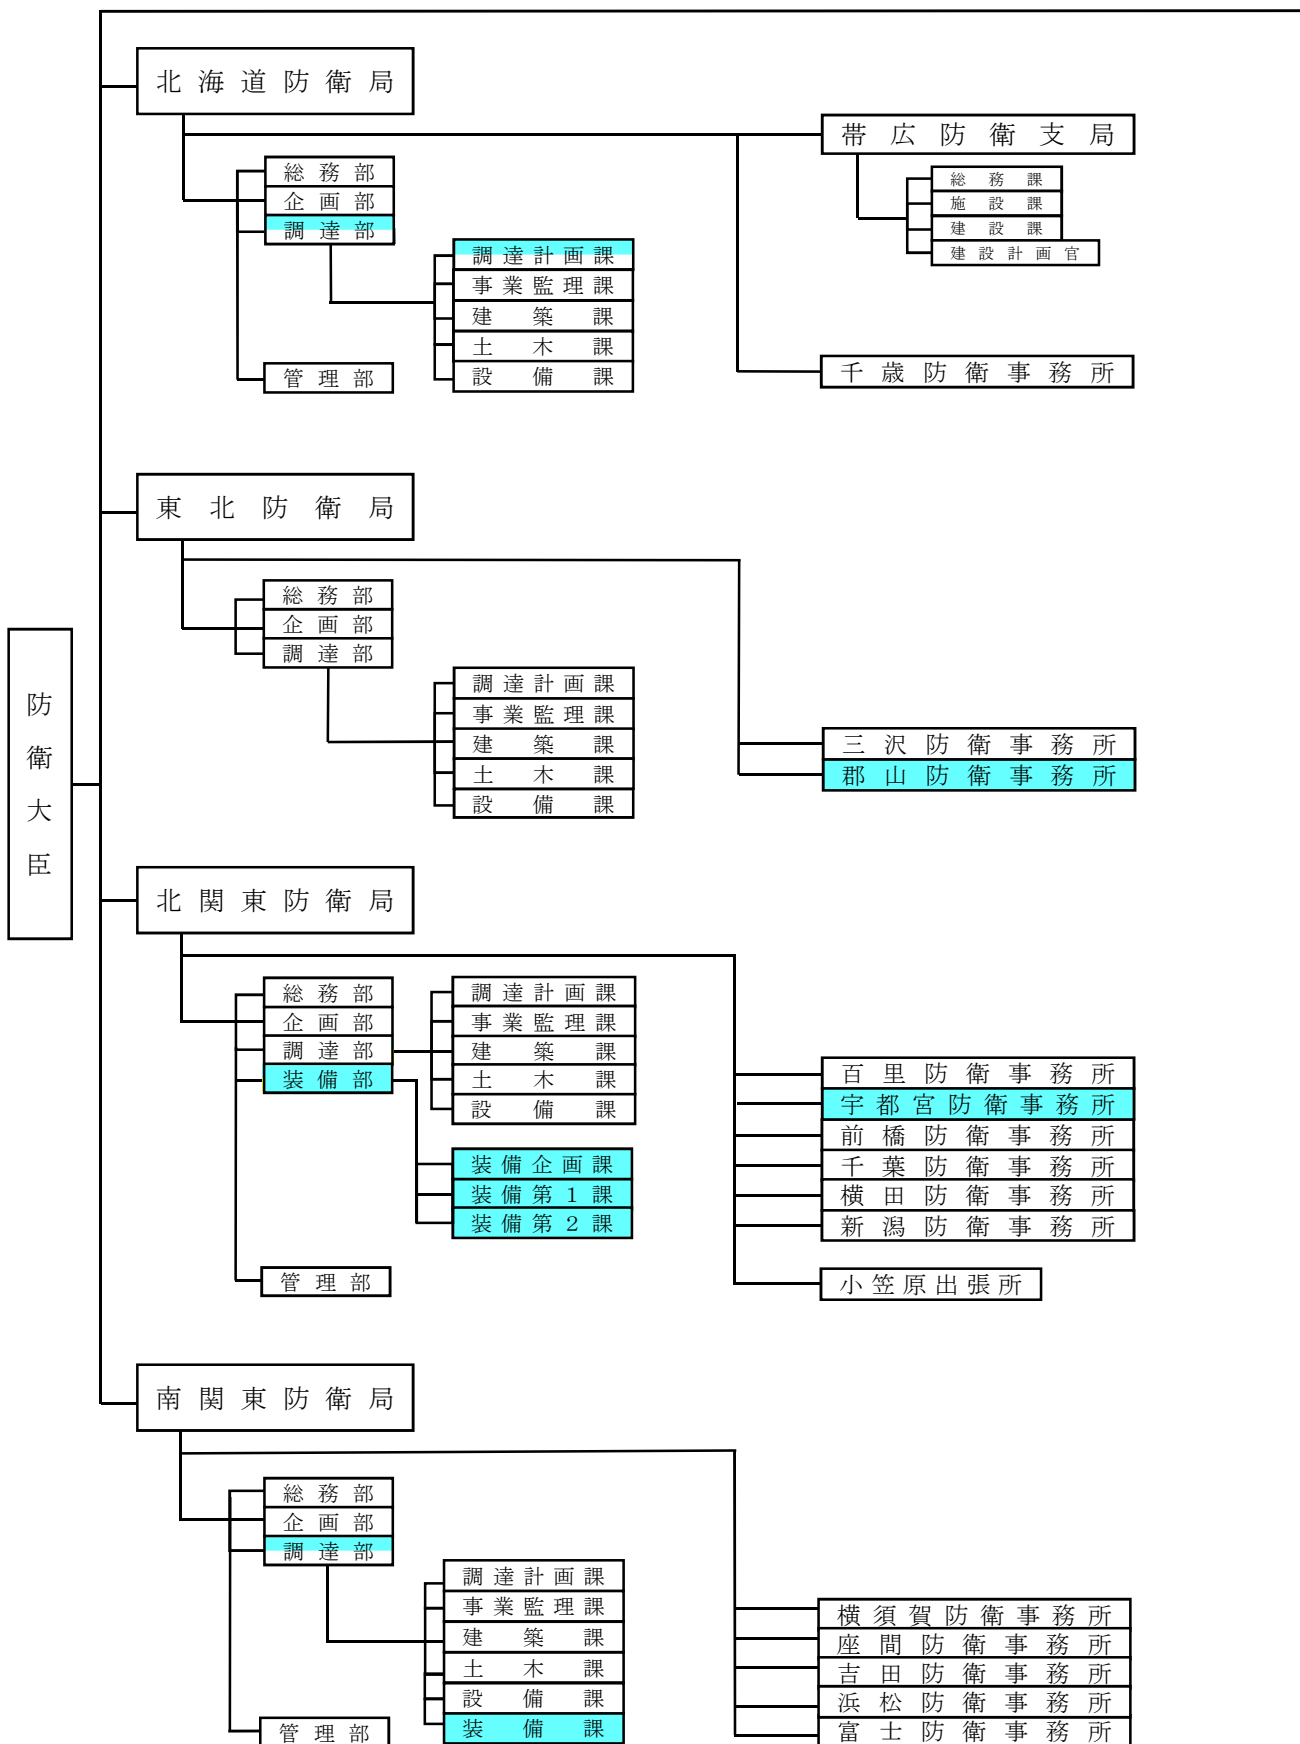 防衛大臣
北海道防衛局
総務部
企画部
調達部
管理部
調達計画課
事業監理課
建築課
土木課
設備課
帯広防衛支局
総務課
施設課
建設課
建設計画官
千歳防衛事務所
東北防衛局
総務部
企画部
調達部
調達計画課
事業監理課
建築課
土木課
設備課
三沢防衛事務所
郡山防衛事務所
北関東防衛局
総務部
企画部
調達部
装備部
管理部
調達計画課
事業監理課
建築課
土木課
設備課
装備企画課
装備第１課
装備第２課
百里防衛事務所
宇都宮防衛事務所
前橋防衛事務所
千葉防衛事務所
横田防衛事務所
新潟防衛事務所
小笠原出張所
南関東防衛局
総務部
企画部
調達部
管理部
調達計画課
事業監理課
建築課
土木課
設備課
装備課
横須賀防衛事務所
座間防衛事務所
吉田防衛事務所
浜松防衛事務所
富士防衛事務所